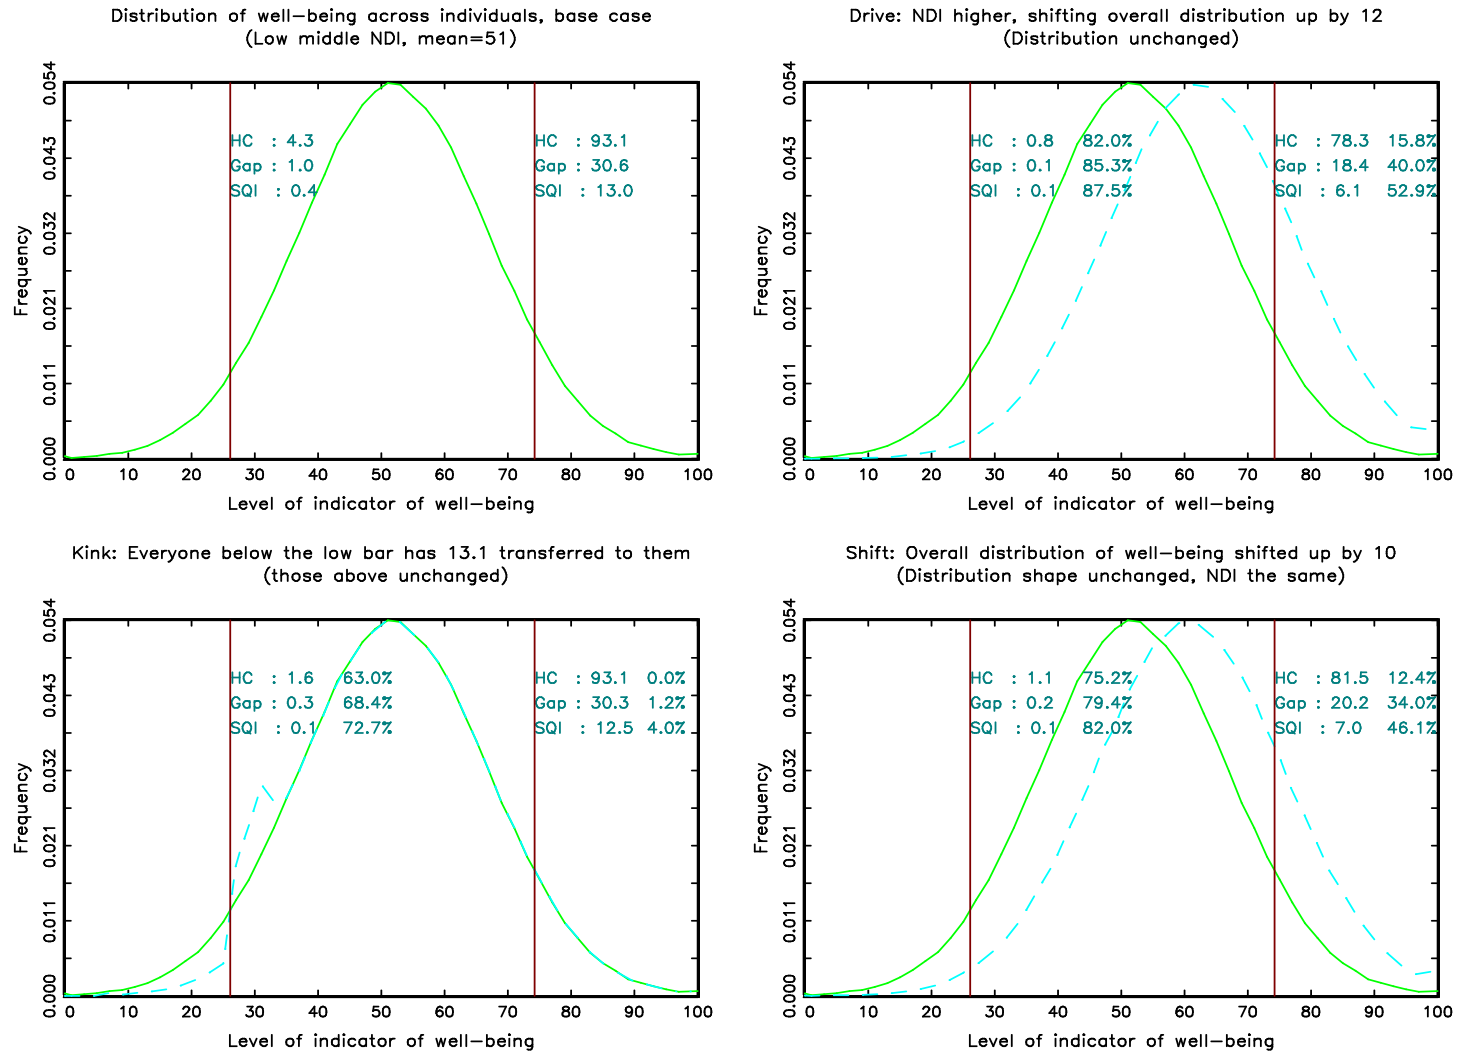 Distribution of well-being across individuals, base case
(Low middle NDI, mean=51)
HC : 4.3
Gap : 1.0
SQI : 0.4
HC : 93.1
Gap : 30.6
SQI : 13.0
Frequency
0.000 0.011 0.021 0.032 0.043 0.054
0 10 20 30 40 50 60 70 80 90 100
Level of indicator of well-being
Drive: NDI higher, shifting overall distribution up by 12
(Distribution unchanged)
HC : 0.8 82.0%
Gap : 0.1 85.3%
SQI : 0.1 87.5%
HC : 78.3 15.8%
Gap : 18.4 40.0%
SQI : 6.1 52.9%
Frequency
0.000 0.011 0.021 0.032 0.043 0.054
0 10 20 30 40 50 60 70 80 90 100
Level of indicator of well-being
Kink: Everyone below the low bar has 13.1 transferred to them
(those above unchanged)
HC : 1.6 63.0%
Gap : 0.3 68.4%
SQI : 0.1 72.7%
HC : 93.1 0.0%
Gap : 30.3 1.2%
SQI : 12.5 4.0%
Frequency
0.000 0.011 0.021 0.032 0.043 0.054
0 10 20 30 40 50 60 70 80 90 100
Level of indicator of well-being
Shift: Overall distribution of well-being shifted up by 10
(Distribution shape unchanged, NDI the same)
HC : 1.1 75.2%
Gap : 0.2 79.4%
SQI : 0.1 82.0%
HC : 81.5 12.4%
Gap : 20.2 34.0%
SQI : 7.0 46.1%
Frequency
0.000 0.011 0.021 0.032 0.043 0.054
0 10 20 30 40 50 60 70 80 90 100
Level of indicator of well-being